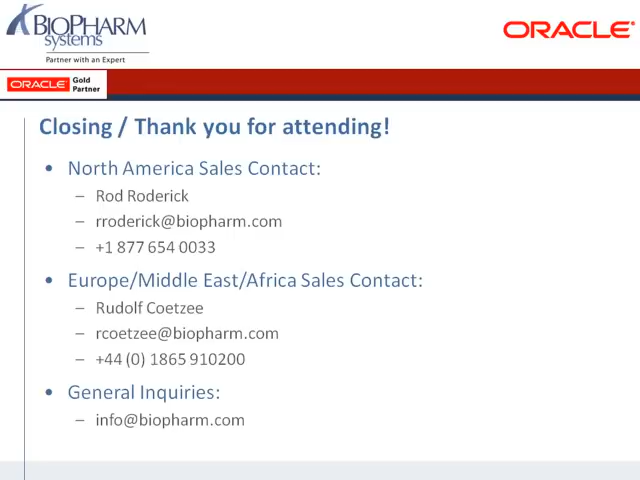 BIOPHARM
systems
Partner with an Expert
ORACLE
ORACLE Gold
Partner
Closing / Thank you for attending!
• North America Sales Contact:
– Rod Roderick
– rroderick@biopharm.com
– +1 877 654 0033
• Europe/Middle East/Africa Sales Contact:
– Rudolf Coetzee
– rcoetzee@biopharm.com
– +44 (0) 1865 910200
• General Inquiries:
– info@biopharm.com